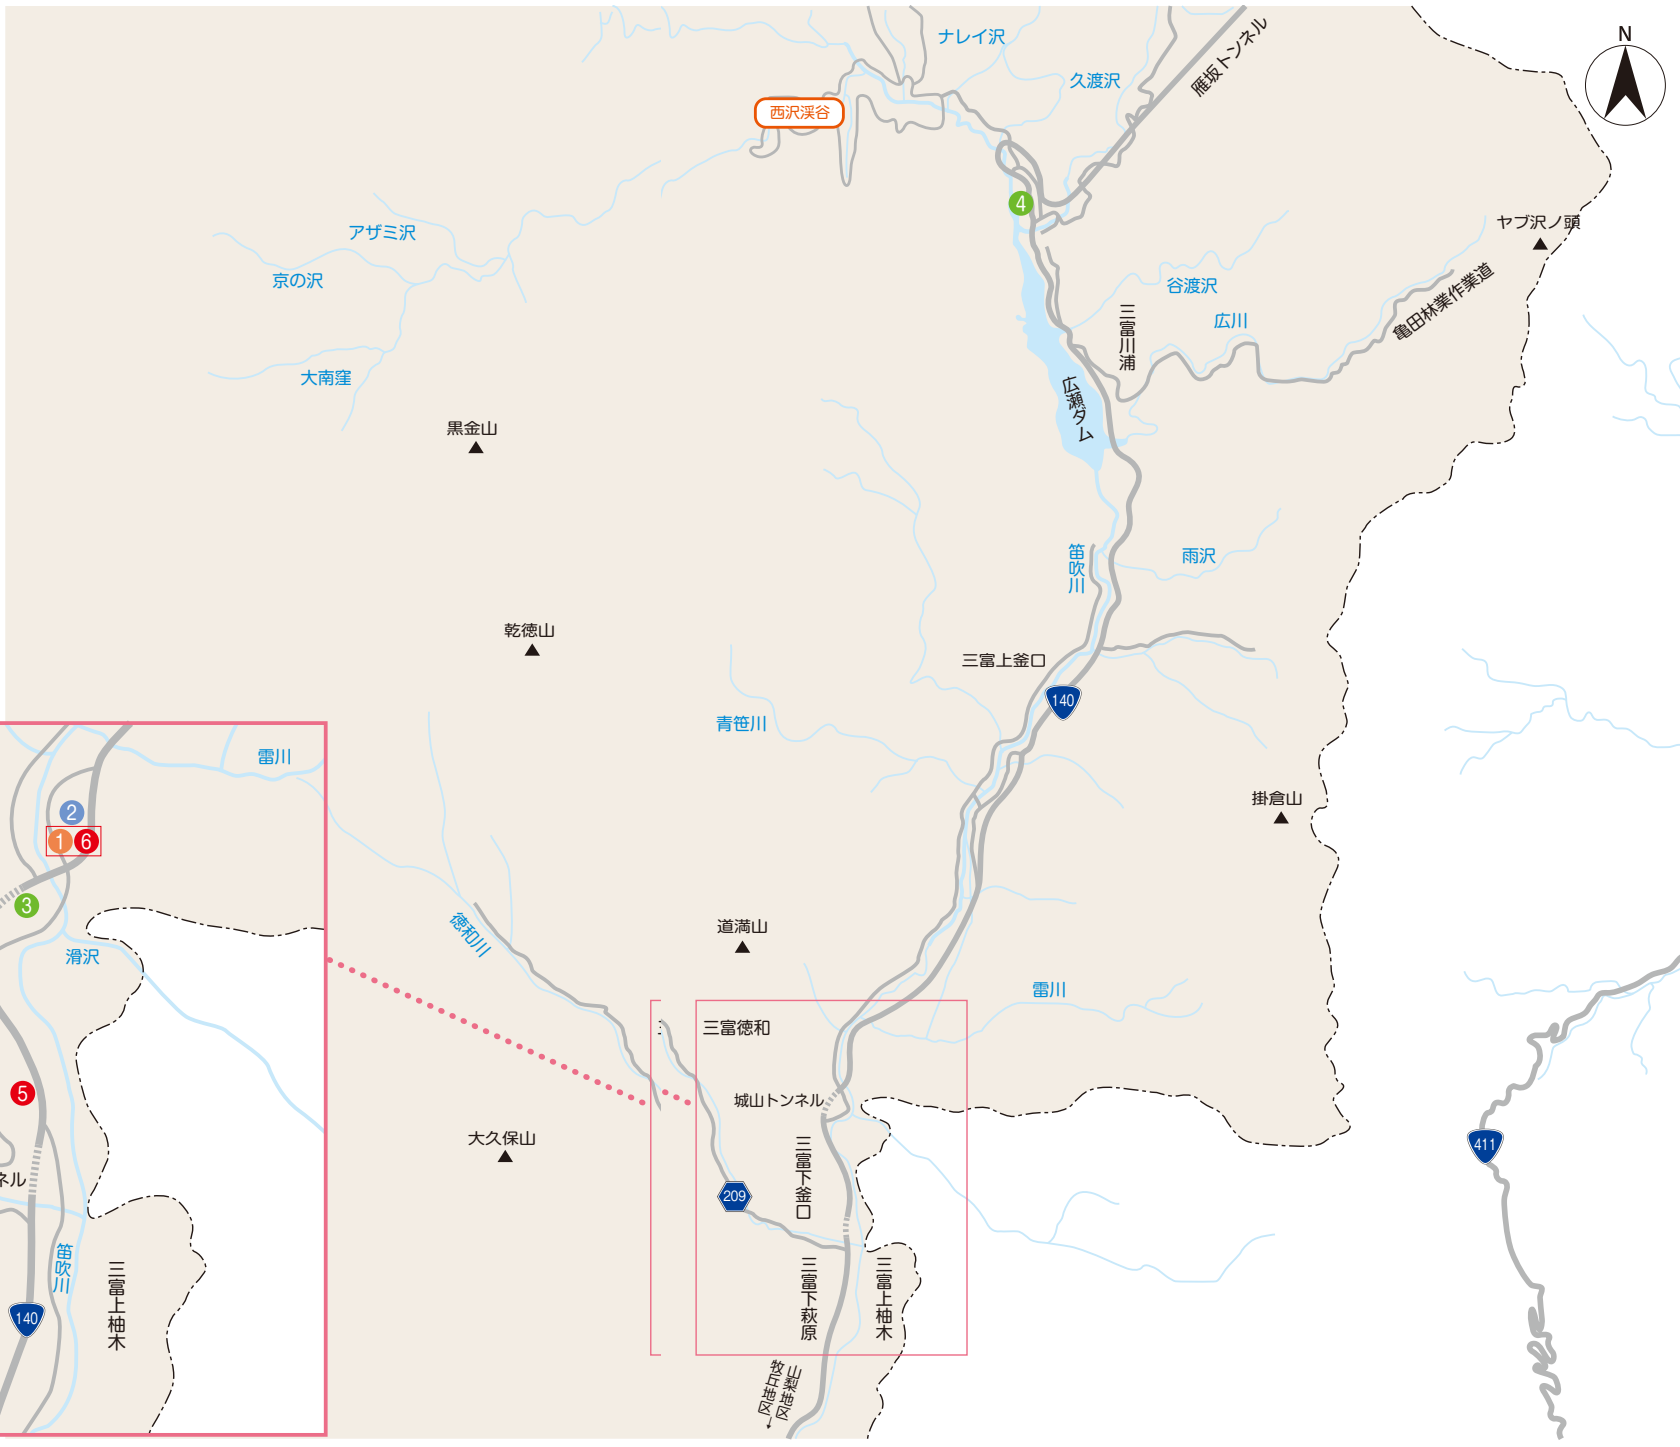 N
ナレイ沢
久渡沢
雁坂トンネル
西沢渓谷
4
アザミ沢
京の沢
大南窪
黒金山
ヤブ沢ノ頭
亀田林業作業道
谷渡沢
広川
三富川浦
広瀬ダム
笛吹川
雨沢
乾徳山
三富上釜口
140
青笹川
掛倉山
道満山
徳和川
雷川
三富徳和
城山トンネル
大久保山
三富下釜口
209
三富下萩原
三富上柚木
山梨地区
牧丘地区
↓
411
雷川
2
1
6
3
滑沢
5
ネル
笛吹川
140
三富上柚木